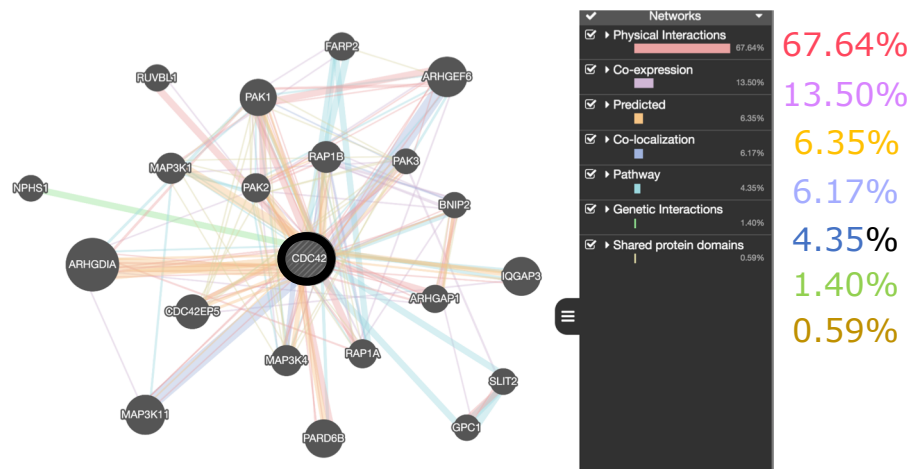 FARP2
ARHGEF6
RUVBL1
PAK1
RAP1B
PAK3
MAP3K1
PAK2
NPHS1
BNIP2
CDC42
ARHGDIA
IQGAP3
ARHGAP1
CDC42EP5
RAP1A
MAP3K4
SLIT2
MAP3K11
GPC1
PARD6B
Networks
Physical Interactions
67.64%
Co-expression
13.50%
Predicted
6.35%
Co-localization
6.17%
Pathway
4.35%
Genetic Interactions
1.40%
Shared protein domains
0.59%
67.64%
13.50%
6.35%
6.17%
4.35%
1.40%
0.59%